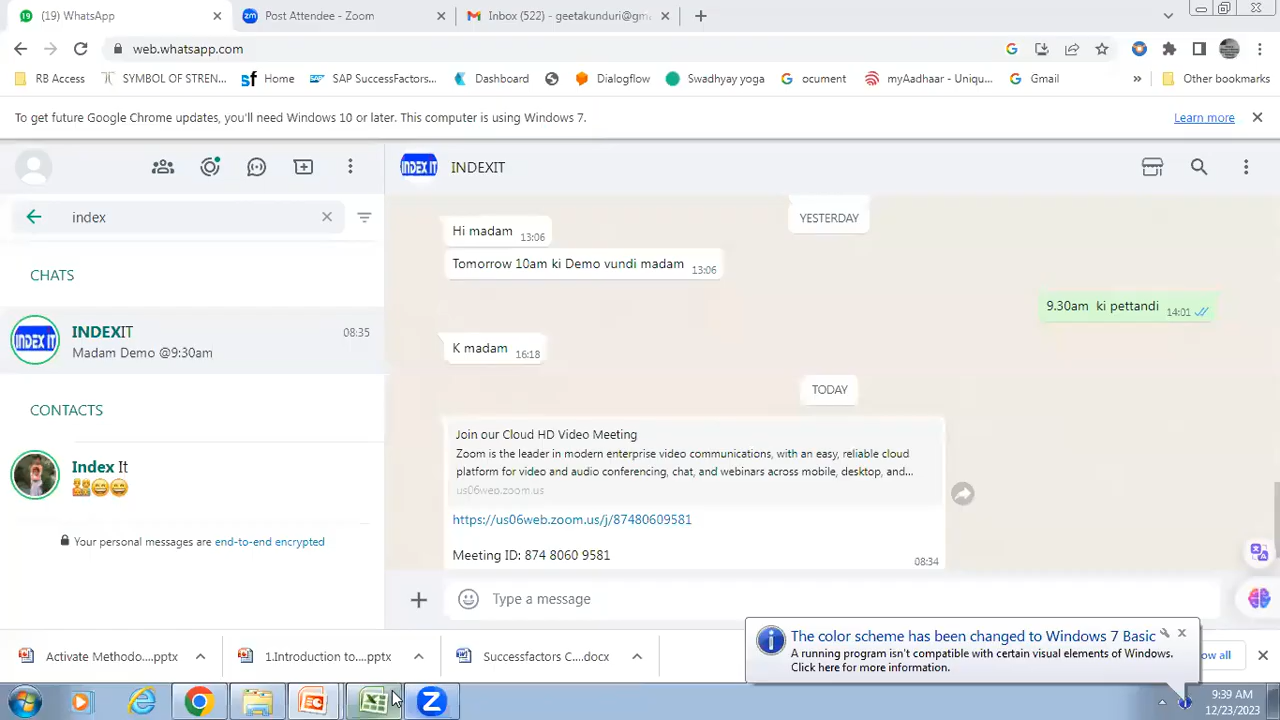 (19) WhatsApp
Post Attendee - Zoom
Inbox (522) - geetakunduri@gm
web.whatsapp.com
RB Access
SYMBOL OF STREN...
Home
SAP SuccessFactors...
Dashboard
Dialogflow
Swadhyay yoga
ocument
myAadhaar - Uniqu...
Gmail
»
Other bookmarks
To get future Google Chrome updates, you'll need Windows 10 or later. This computer is using Windows 7.
Learn more
INDEX IT
INDEXIT
index
YESTERDAY
Hi madam 13:06
Tomorrow 10am ki Demo vundi madam 13:06
CHATS
9.30am ki pettandi 14:01
INDEX IT
INDEXIT 08:35
Madam Demo @9:30am
K madam 16:18
TODAY
CONTACTS
Join our Cloud HD Video Meeting
Zoom is the leader in modern enterprise video communications, with an easy, reliable cloud
platform for video and audio conferencing, chat, and webinars across mobile, desktop, and...
us06web.zoom.us
Index It
https://us06web.zoom.us/j/87480609581
Your personal messages are end-to-end encrypted
Meeting ID: 874 8060 9581
08:34
Type a message
The color scheme has been changed to Windows 7 Basic
A running program isn't compatible with certain visual elements of Windows.
Click here for more information.
Activate Methodo....pptx
1.Introduction to....pptx
Successfactors C....docx
ow all
9:39 AM
12/23/2023